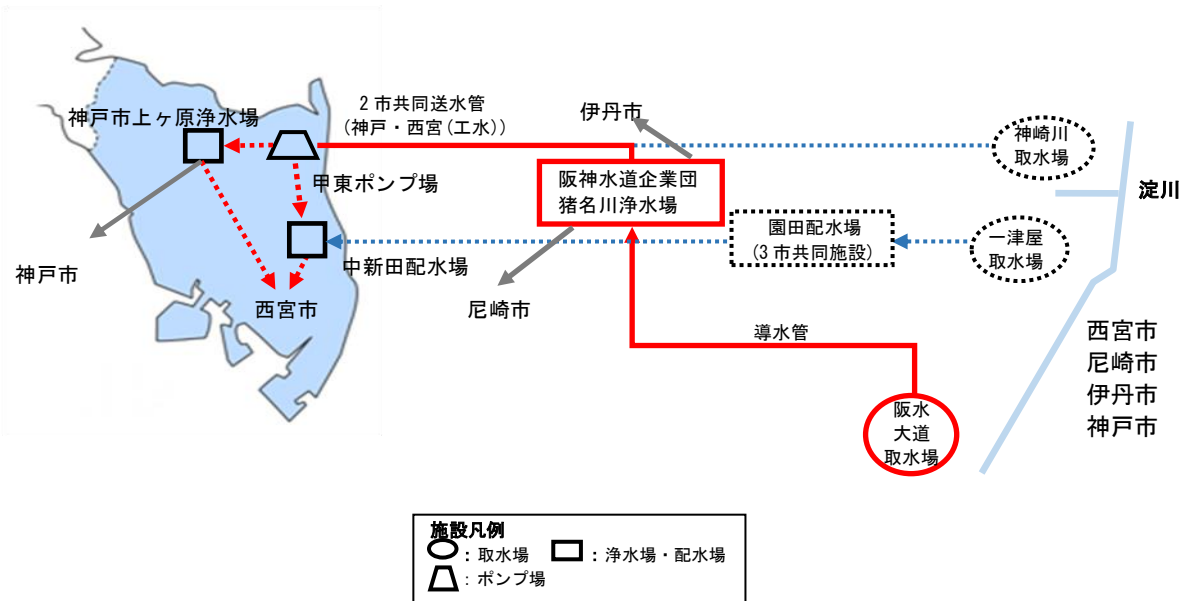 2市共同送水管
(神戸・西宮(工水))
伊丹市
神崎川
取水場
神戸市上ヶ原浄水場
甲東ポンプ場
阪神水道企業団
猪名川浄水場
淀川
園田配水場
(3市共同施設)
一津屋
取水場
中新田配水場
神戸市
西宮市
尼崎市
導水管
西宮市
尼崎市
伊丹市
神戸市
阪水
大道
取水場
施設凡例
：取水場 ：浄水場・配水場
：ポンプ場